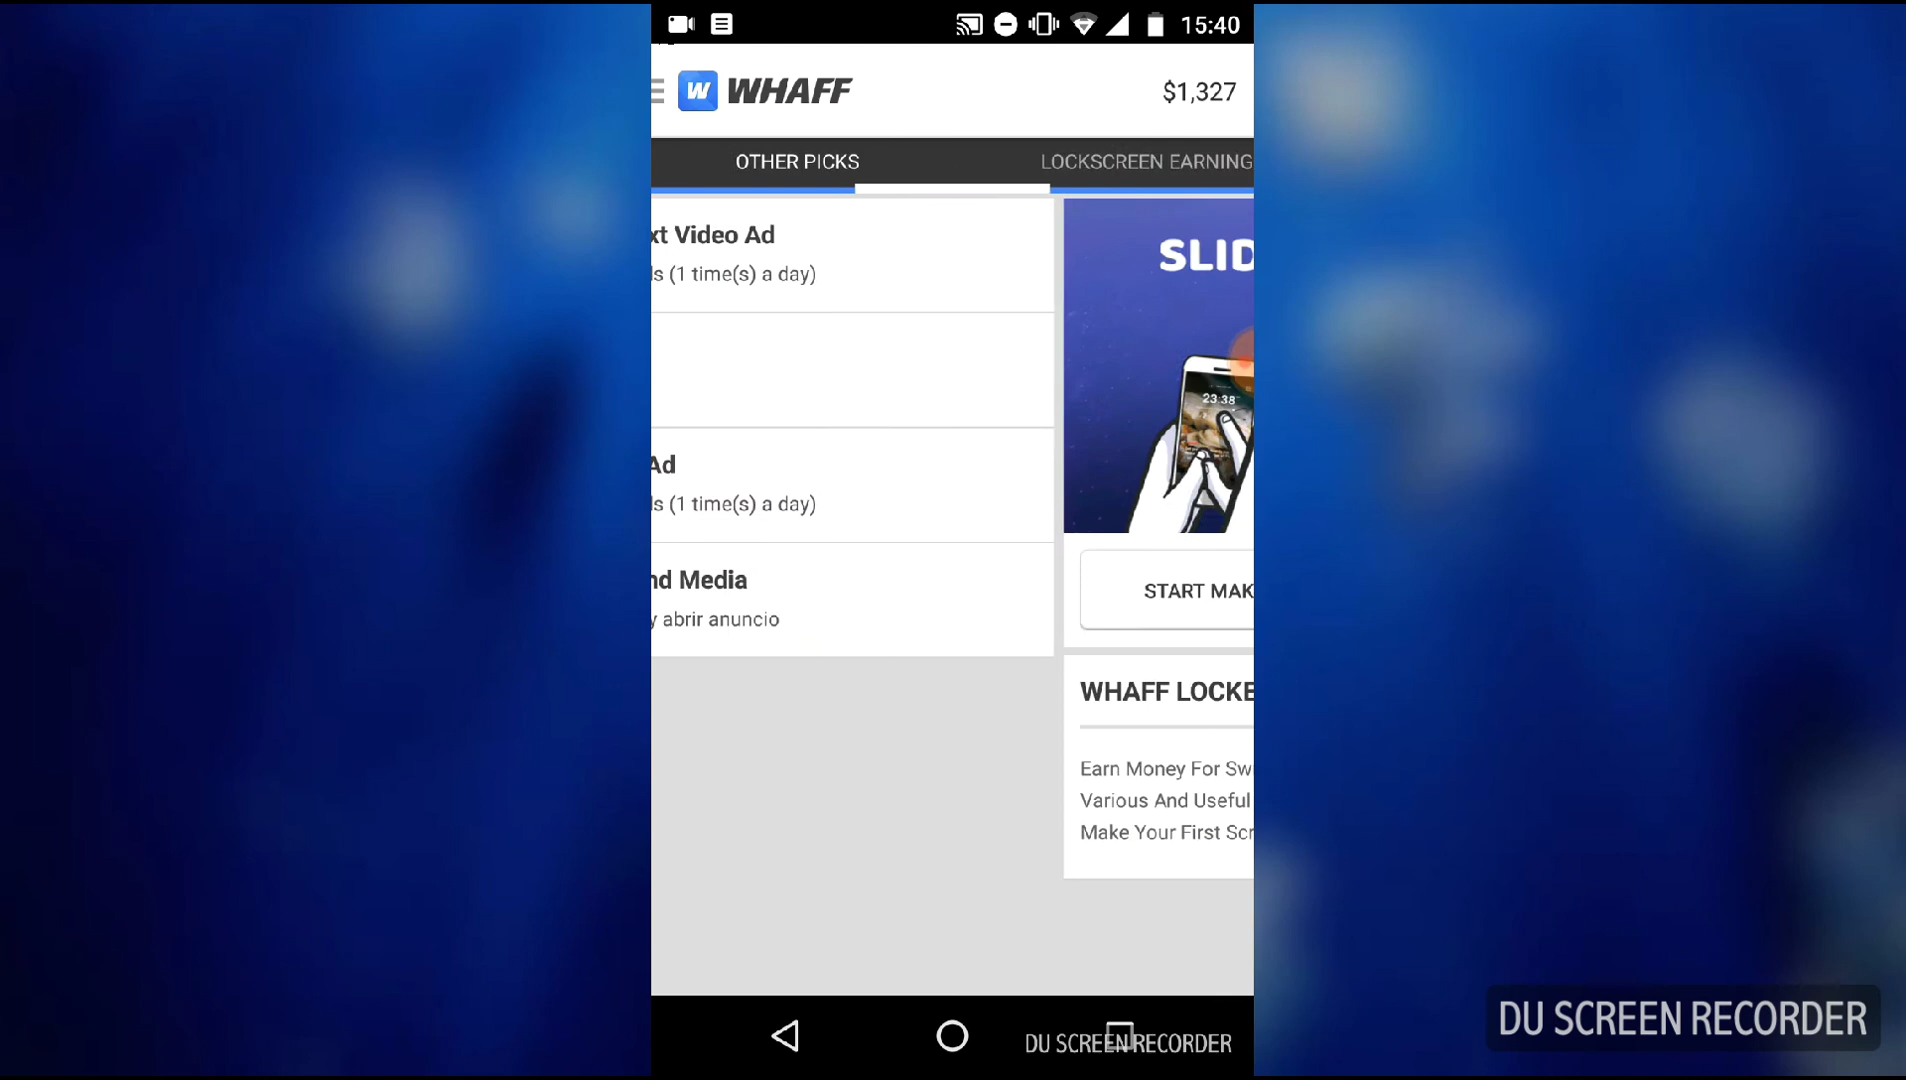 15:40
W WHAFF
$1,327
OTHER PICKS
LOCKSCREEN EARNING
xt Video Ad
ls (1 time(s) a day)
Ad
ls (1 time(s) a day)
nd Media
y abrir anuncio
SLID
23:38
START MAK
WHAFF LOCKE
Earn Money For Sw
Various And Useful
Make Your First Scr
DU SCREEN RECORDER
DU SCREEN RECORDER